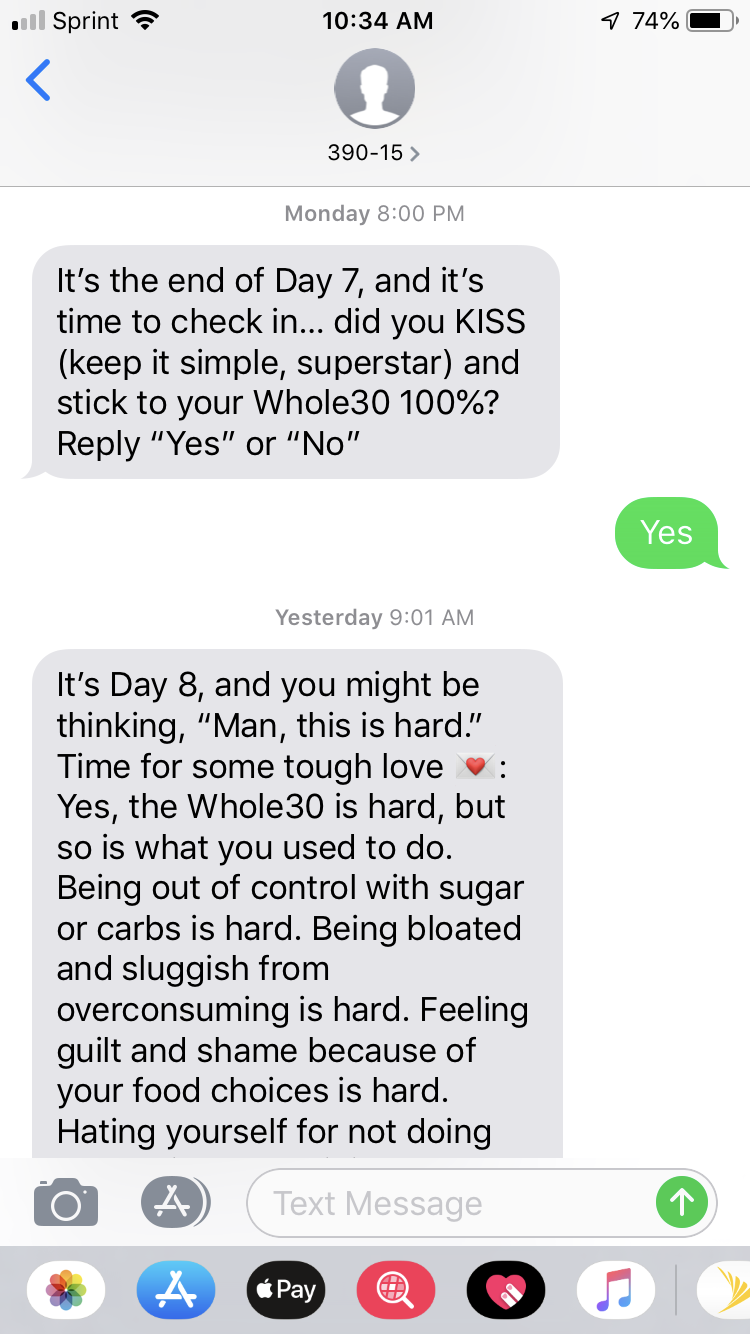 Sprint 10:34 AM 74%
390-15
Monday 8:00 PM
It’s the end of Day 7, and it’s
time to check in... did you KISS
(keep it simple, superstar) and
stick to your Whole30 100%?
Reply “Yes” or “No”
Yes
Yesterday 9:01 AM
It’s Day 8, and you might be
thinking, “Man, this is hard.”
Time for some tough love 💌:
Yes, the Whole30 is hard, but
so is what you used to do.
Being out of control with sugar
or carbs is hard. Being bloated
and sluggish from
overconsuming is hard. Feeling
guilt and shame because of
your food choices is hard.
Hating yourself for not doing
Text Message
Pay